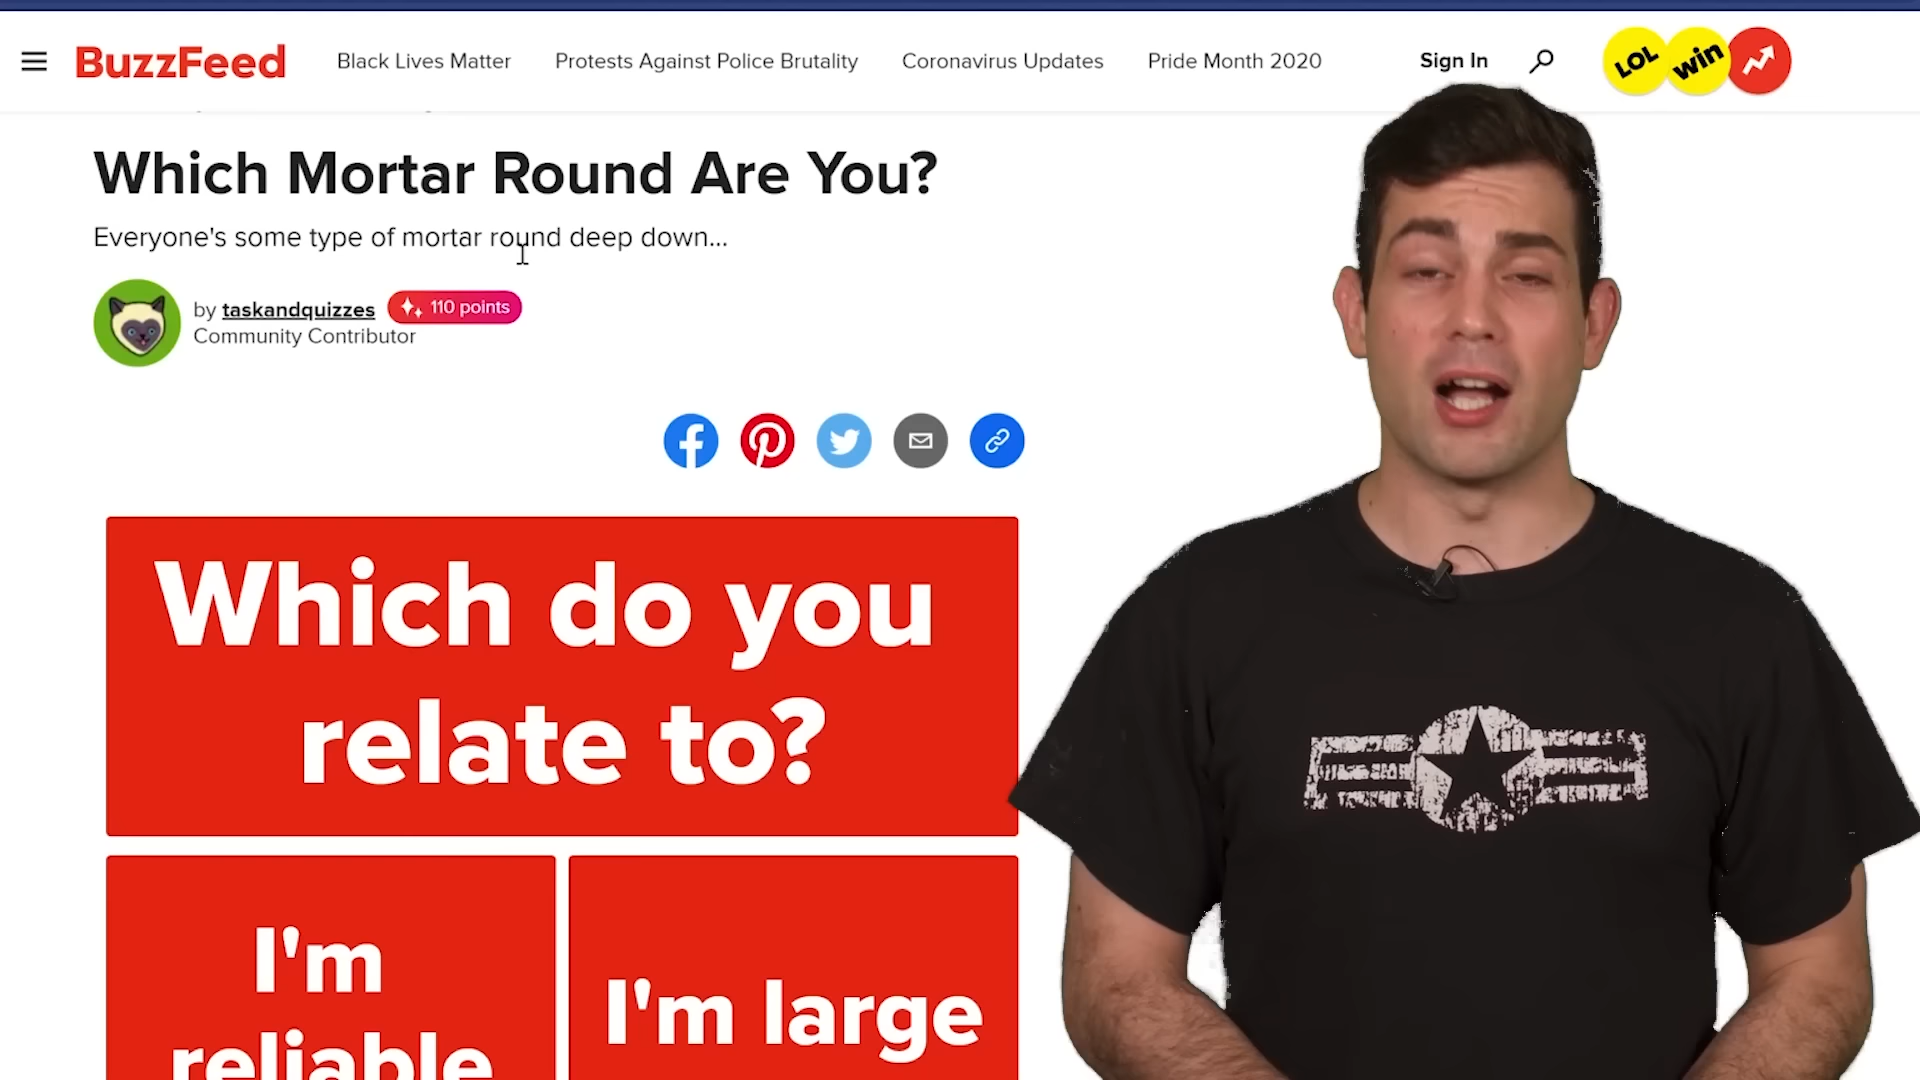 BuzzFeed
Black Lives Matter
Protests Against Police Brutality
Coronavirus Updates
Pride Month 2020
Sign In
LOL
win
Which Mortar Round Are You?
Everyone's some type of mortar round deep down...
by taskandquizzes
110 points
Community Contributor
Which do you
relate to?
I'm
reliable
I'm large